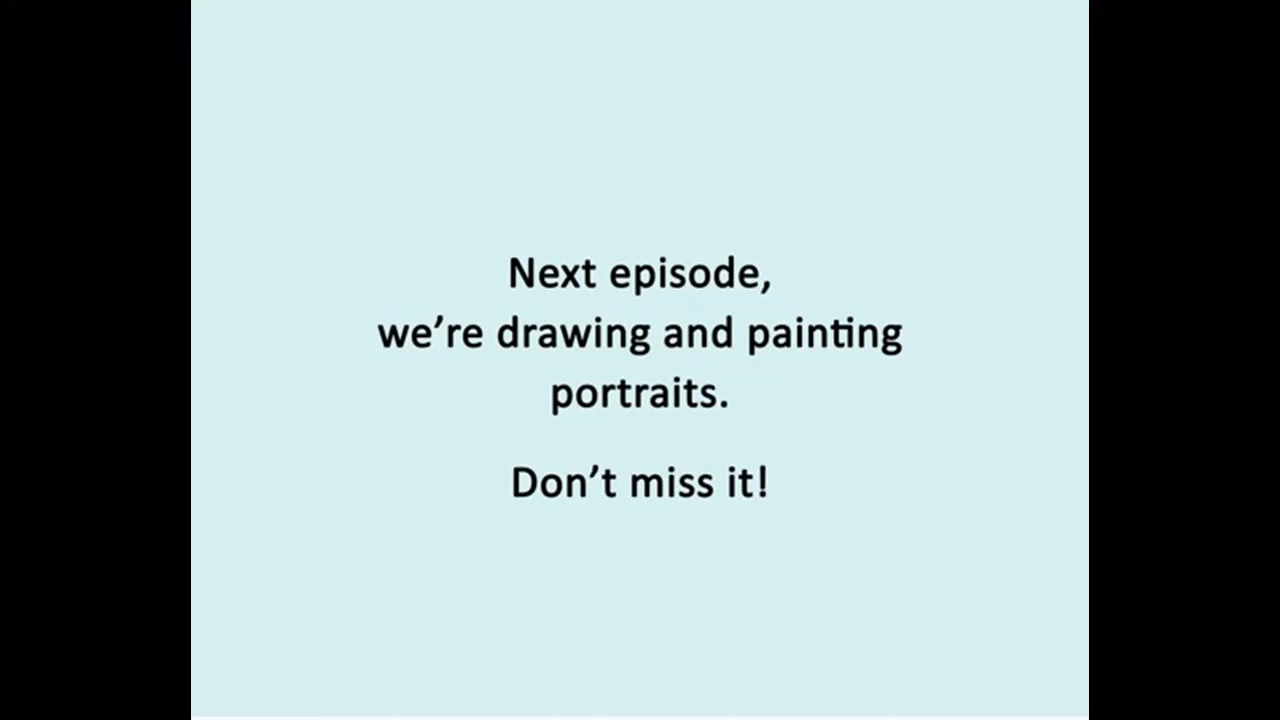 Next episode,
we’re drawing and painting
portraits.
Don’t miss it!